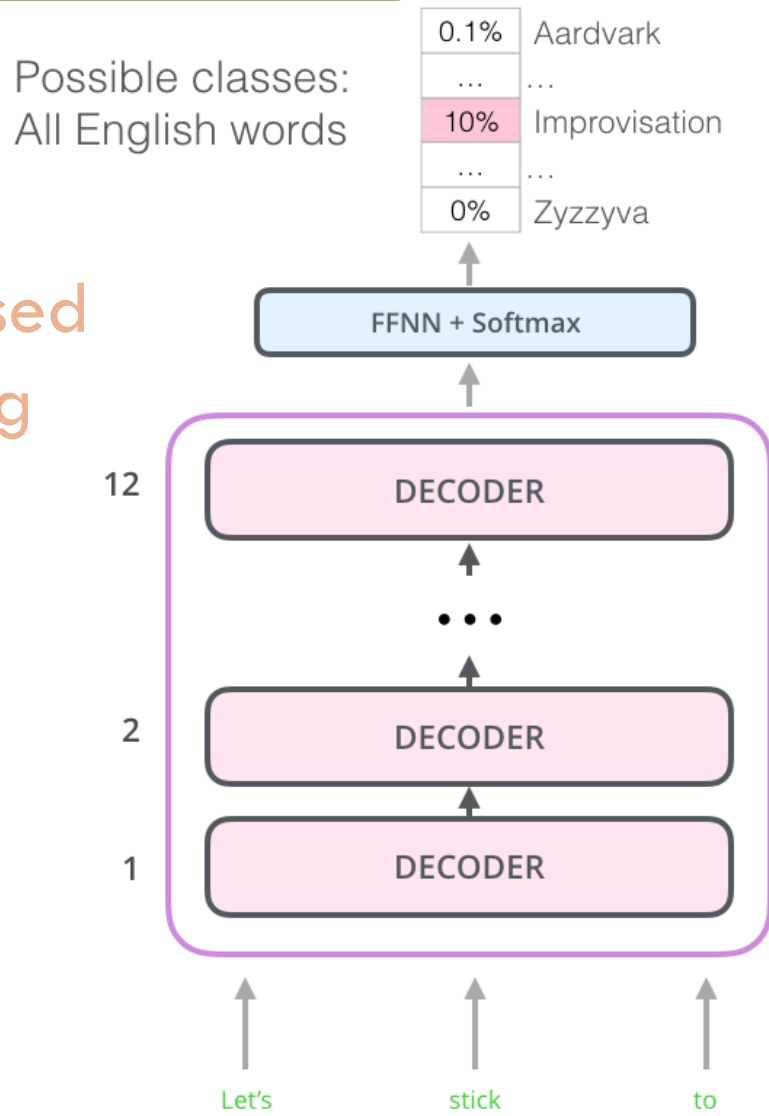 Possible classes:
All English words
0.1% Aardvark
... ...
10% Improvisation
... ...
0% Zyzzyva
sed
g
FFNN + Softmax
12 DECODER
...
2 DECODER
1 DECODER
Let's stick to